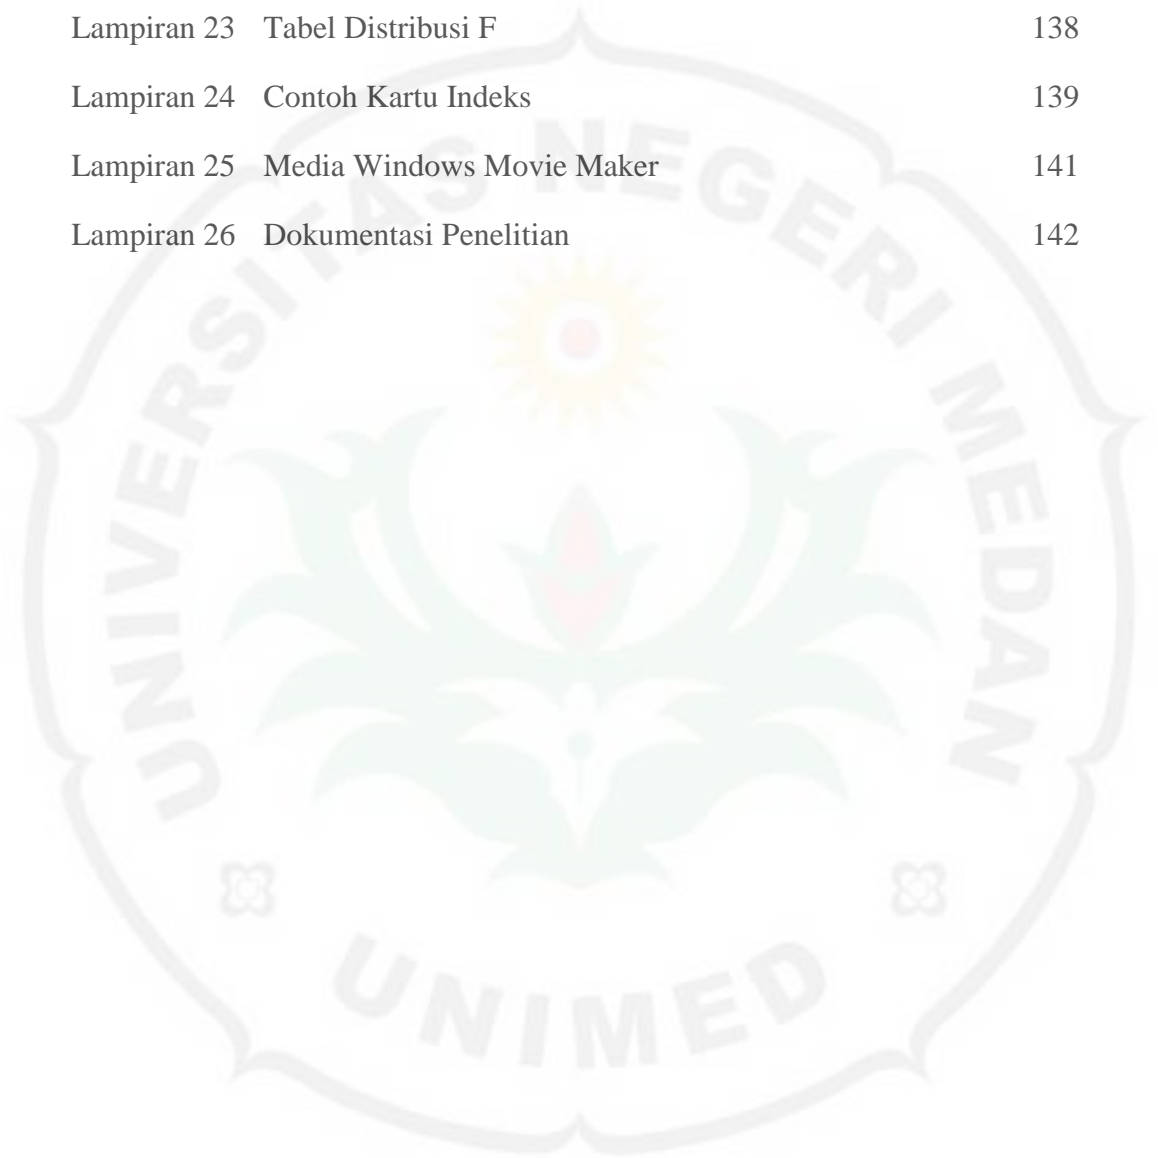 Lampiran 23 Tabel Distribusi F 138
Lampiran 24 Contoh Kartu Indeks 139
Lampiran 25 Media Windows Movie Maker 141
Lampiran 26 Dokumentasi Penelitian 142
UNIVERSITAS NEGERI MEDAN
UNIMED